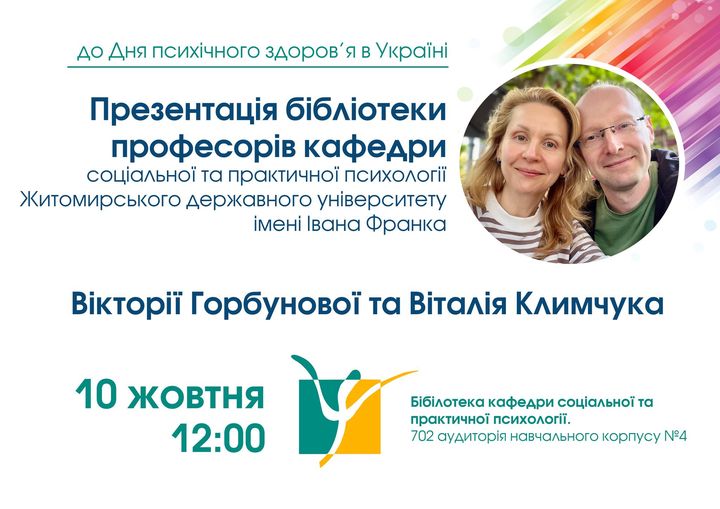 до Дня психічного здоров’я в Україні
Презентація бібліотеки
професорів кафедри
соціальної та практичної психології
Житомирського державного університету
імені Івана Франка
Вікторії Горбунової та Віталія Климчука
10 жовтня
12:00
Бібілотека кафедри соціальної та
практичної психології.
702 аудиторія навчального корпусу №4